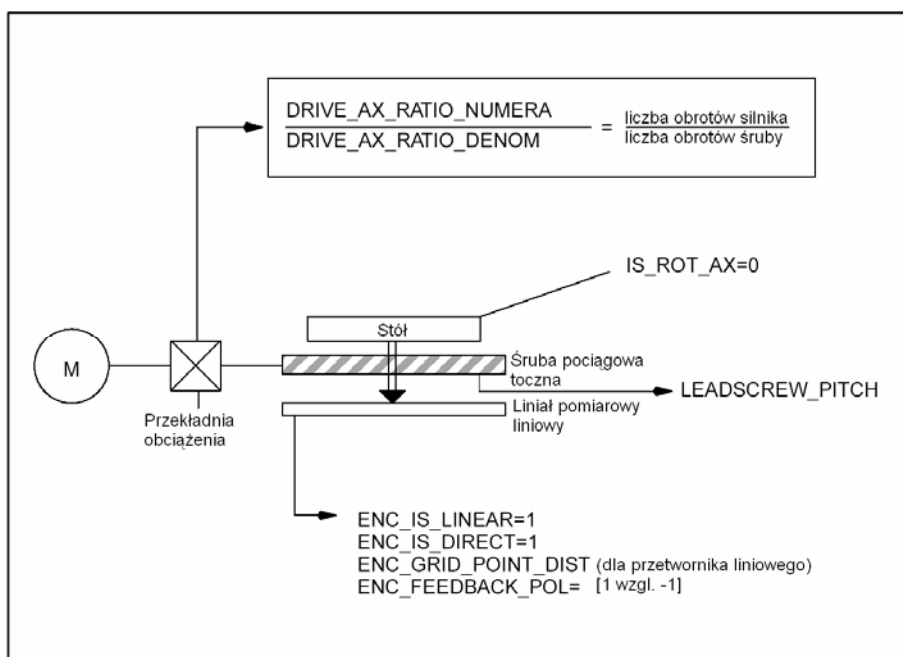 DRIVE_AX_RATIO_NUMERA
DRIVE_AX_RATIO_DENOM
=
liczba obrotów silnika
liczba obrotów śruby
IS_ROT_AX=0
Stół
M
Śruba pociągowa
toczna
LEADSCREW_PITCH
Przekładnia
obciążenia
Liniał pomiarowy
liniowy
ENC_IS_LINEAR=1
ENC_IS_DIRECT=1
ENC_GRID_POINT_DIST (dla przetwornika liniowego)
ENC_FEEDBACK_POL= [1 wzgl. -1]